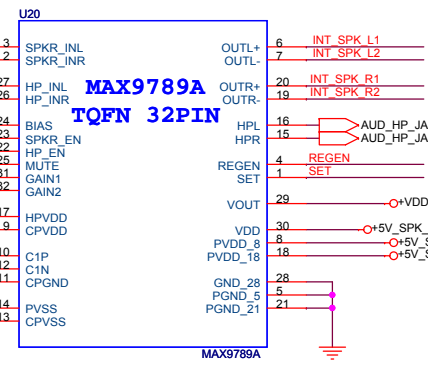 U20
3 SPKR_INL OUTL+ 6 INT_SPK_L1
2 SPKR_INR OUTL- 7 INT_SPK_L2
27 HP_INL MAX9789A OUTR+ 20 INT_SPK_R1
26 HP_INR TQFN 32PIN OUTR- 19 INT_SPK_R2
24 BIAS HPL 16 AUD_HP_JA
23 SPKR_EN HPR 15 AUD_HP_JA
22 HP_EN
25 MUTE REGEN 4 REGEN
31 GAIN1 SET 1 SET
32 GAIN2
VOUT 29 +VDD
17 HPVDD
9 CPVDD VDD 30 +5V_SPK_
PVDD_8 8 +5V_S
10 C1P PVDD_18 18 +5V_S
12 C1N
11 CPGND GND_28 28
PGND_5 5
14 PVSS PGND_21 21
13 CPVSS
MAX9789A